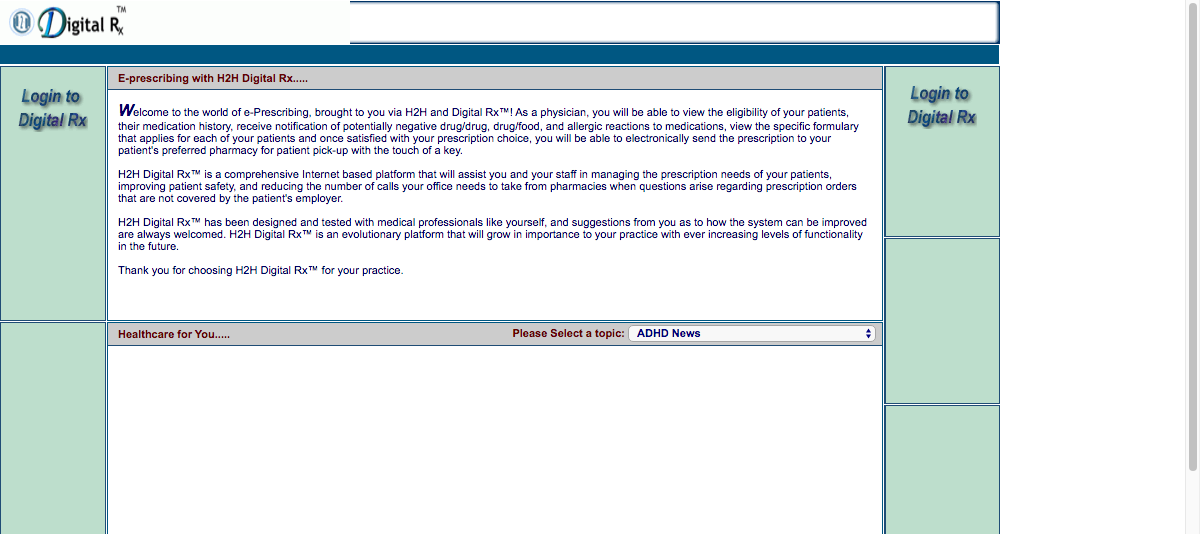 Digital Rx™
Login to
Digital Rx
E-prescribing with H2H Digital Rx.....
Login to
Digital Rx
Welcome to the world of e-Prescribing, brought to you via H2H and Digital Rx™! As a physician, you will be able to view the eligibility of your patients,
their medication history, receive notification of potentially negative drug/drug, drug/food, and allergic reactions to medications, view the specific formulary
that applies for each of your patients and once satisfied with your prescription choice, you will be able to electronically send the prescription to your
patient's preferred pharmacy for patient pick-up with the touch of a key.
H2H Digital Rx™ is a comprehensive Internet based platform that will assist you and your staff in managing the prescription needs of your patients,
improving patient safety, and reducing the number of calls your office needs to take from pharmacies when questions arise regarding prescription orders
that are not covered by the patient's employer.
H2H Digital Rx™ has been designed and tested with medical professionals like yourself, and suggestions from you as to how the system can be improved
are always welcomed. H2H Digital Rx™ is an evolutionary platform that will grow in importance to your practice with ever increasing levels of functionality
in the future.
Thank you for choosing H2H Digital Rx™ for your practice.
Healthcare for You.....
Please Select a topic: ADHD News